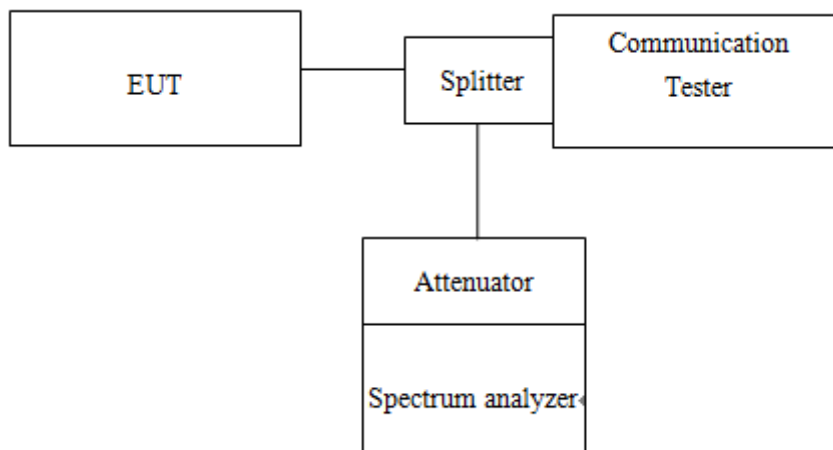 EUT
Splitter
Communication
Tester
Attenuator
Spectrum analyzer